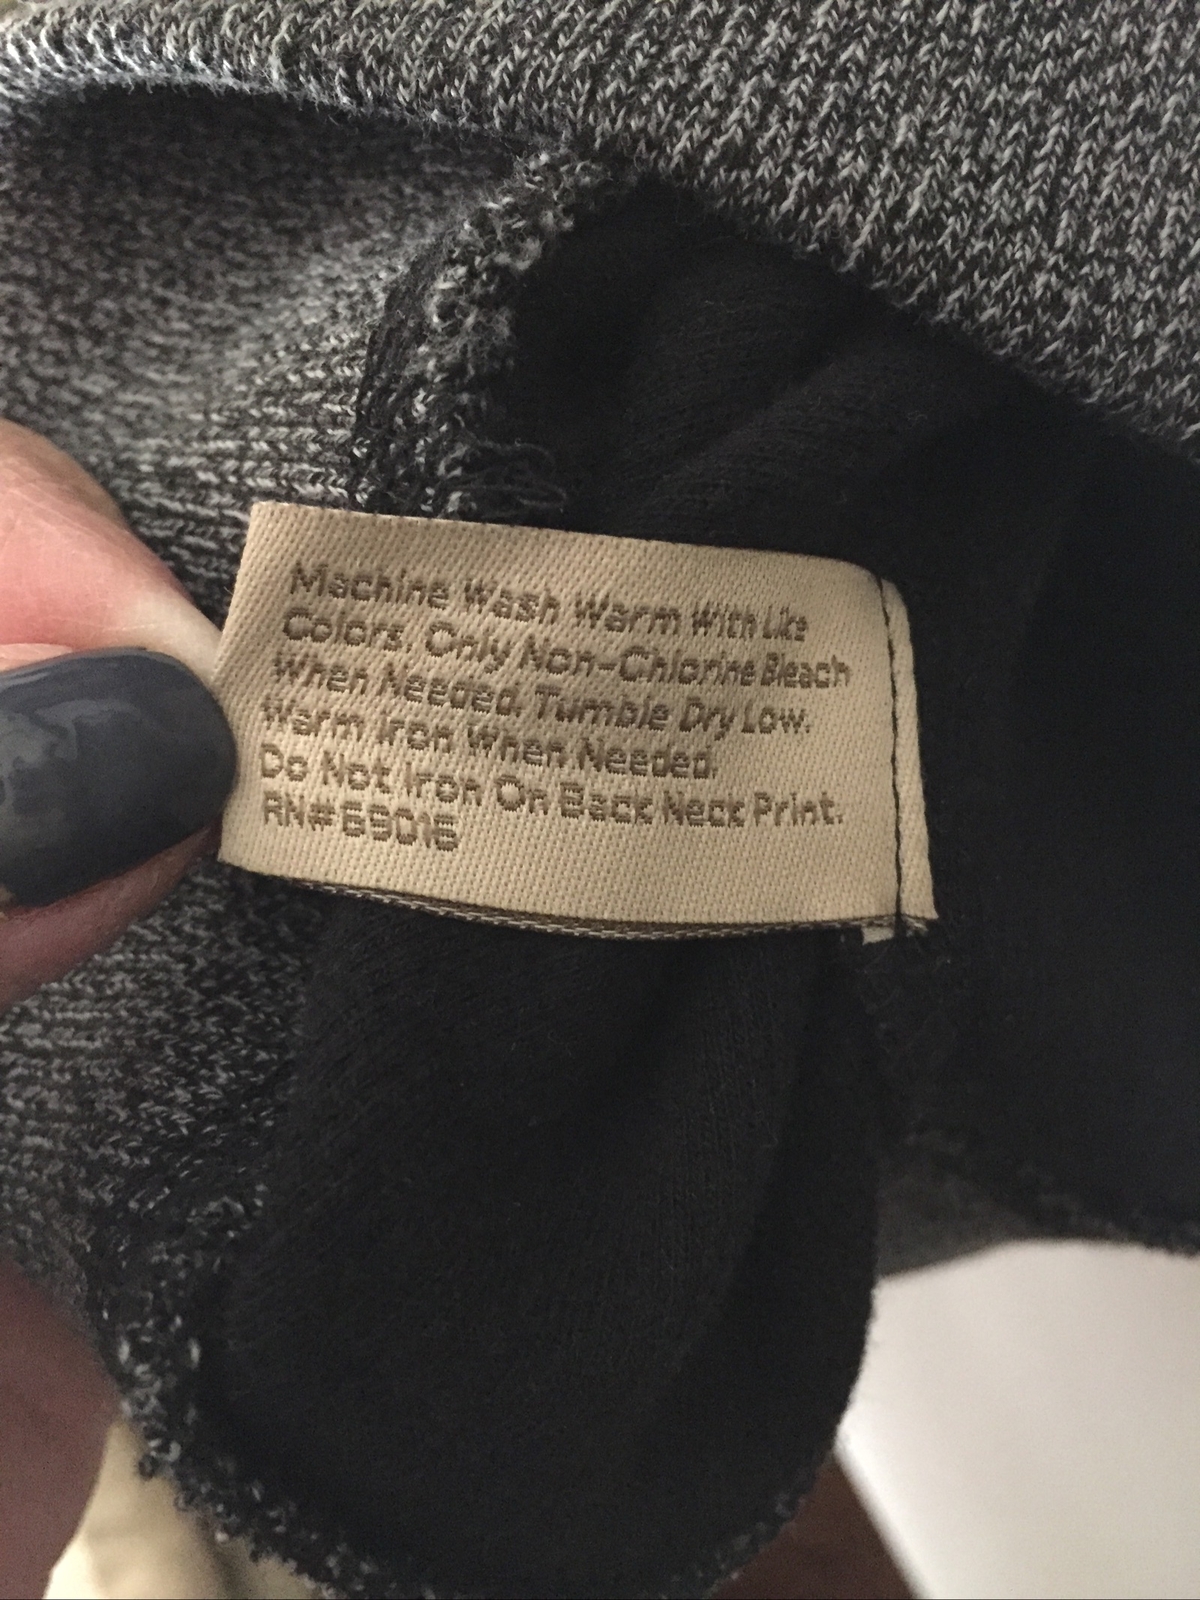 Machine Wash Warm With Like
Colors. Only Non-Chlorine Bleach
When Needed. Tumble Dry Low.
Warm Iron When Needed.
Do Not Iron On Back Neck Print.
RN#69016